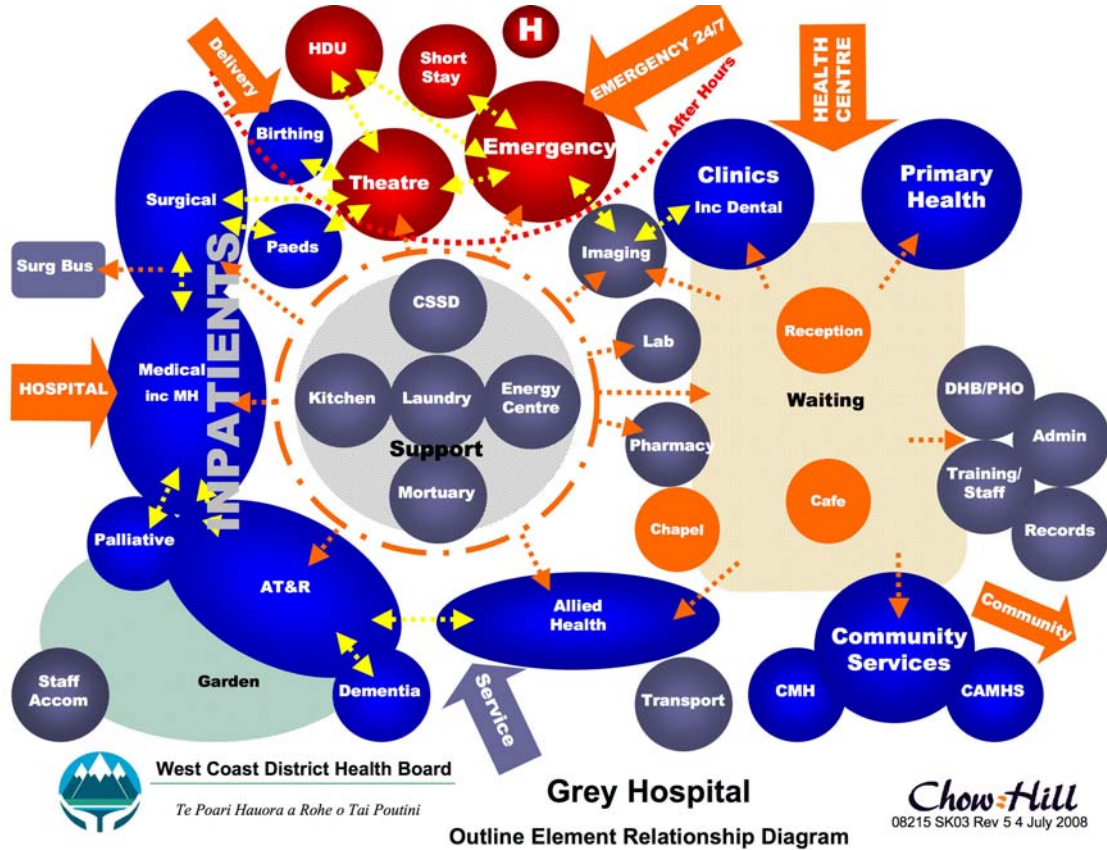 Delivery
HDU
Short
Stay
H
EMERGENCY 24/7
HEALTH
CENTRE
After Hours
Birthing
Emergency
Theatre
Surgical
Paeds
Clinics
Inc Dental
Primary
Health
Imaging
Surg Bus
INPATIENTS
CSSD
Reception
Lab
HOSPITAL
Medical
inc MH
Kitchen
Laundry
Energy
Centre
Support
Mortuary
Waiting
DHB/PHO
Admin
Pharmacy
Training/
Staff
Records
Chapel
Cafe
Palliative
AT&R
Allied
Health
Community
Community
Services
Staff
Accom
Garden
Dementia
Service
Transport
CMH
CAMHS
West Coast District Health Board
Te Poari Hauora a Rohe o Tai Poutini
Grey Hospital
Outline Element Relationship Diagram
Chow:Hill
08215 SK03 Rev 5 4 July 2008